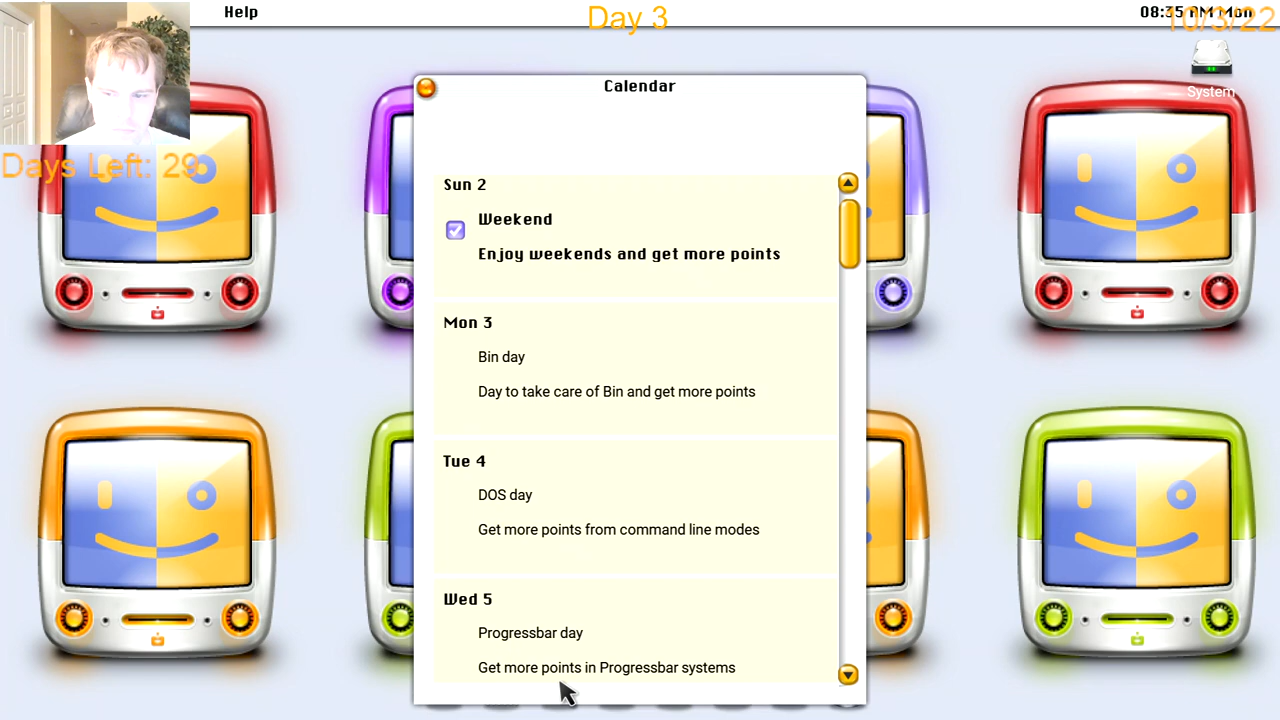 Help
Day 3
08:35 AM Mon
10/3/22
System
Days Left: 29
Calendar
Sun 2
Weekend
Enjoy weekends and get more points
Mon 3
Bin day
Day to take care of Bin and get more points
Tue 4
DOS day
Get more points from command line modes
Wed 5
Progressbar day
Get more points in Progressbar systems